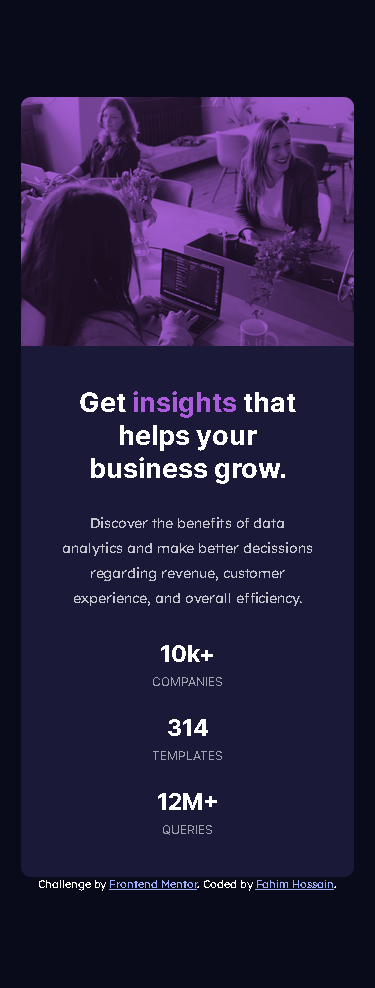 Get insights that
helps your
business grow.
Discover the benefits of data
analytics and make better decissions
regarding revenue, customer
experience, and overall efficiency.
10k+
COMPANIES
314
TEMPLATES
12M+
QUERIES
Challenge by Frontend Mentor. Coded by Fahim Hossain.